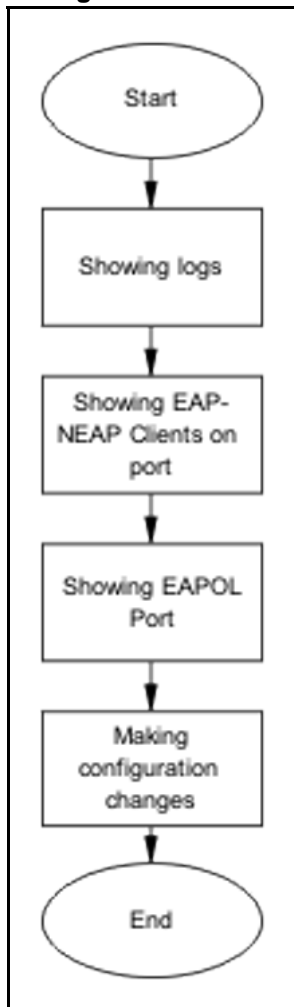 Start
Showing logs
Showing EAP-
NEAP Clients on
port
Showing EAPOL
Port
Making
configuration
changes
End